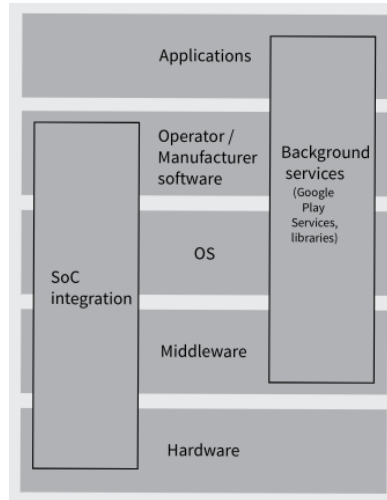 Applications
Operator /
Manufacturer
software
Background
services
(Google
Play
Services,
libraries)
OS
SoC
integration
Middleware
Hardware